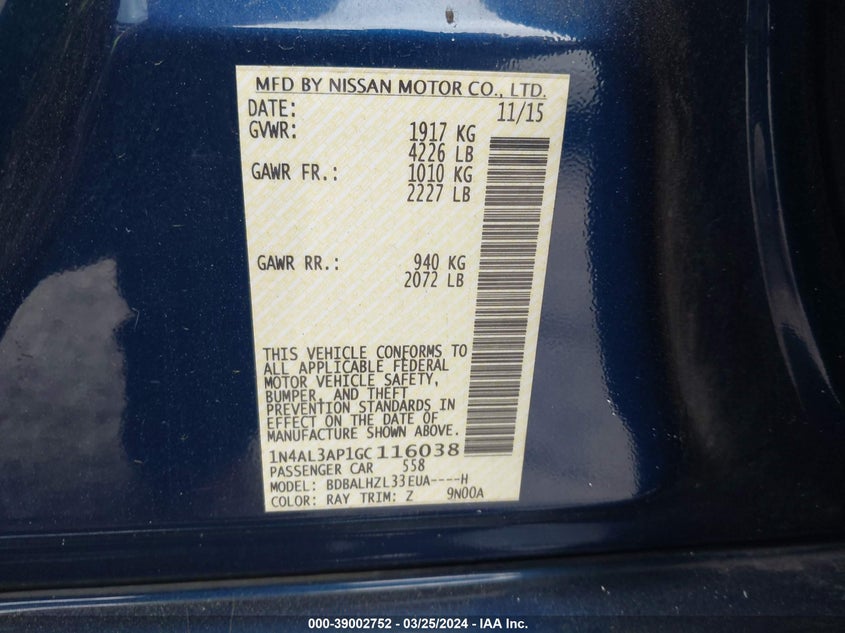 MFD BY NISSAN MOTOR CO., LTD.
DATE: 11/15
GVWR: 1917 KG
4226 LB
GAWR FR.: 1010 KG
2227 LB
GAWR RR.: 940 KG
2072 LB
THIS VEHICLE CONFORMS TO
ALL APPLICABLE FEDERAL
MOTOR VEHICLE SAFETY,
BUMPER, AND THEFT
PREVENTION STANDARDS IN
EFFECT ON THE DATE OF
MANUFACTURE SHOWN ABOVE.
1N4AL3AP1GC116038
PASSENGER CAR 558
MODEL: BDBALHZL33EUA----H
COLOR: RAY TRIM: Z 9N00A
000-39002752 / 03/25/2024 - IAA Inc.